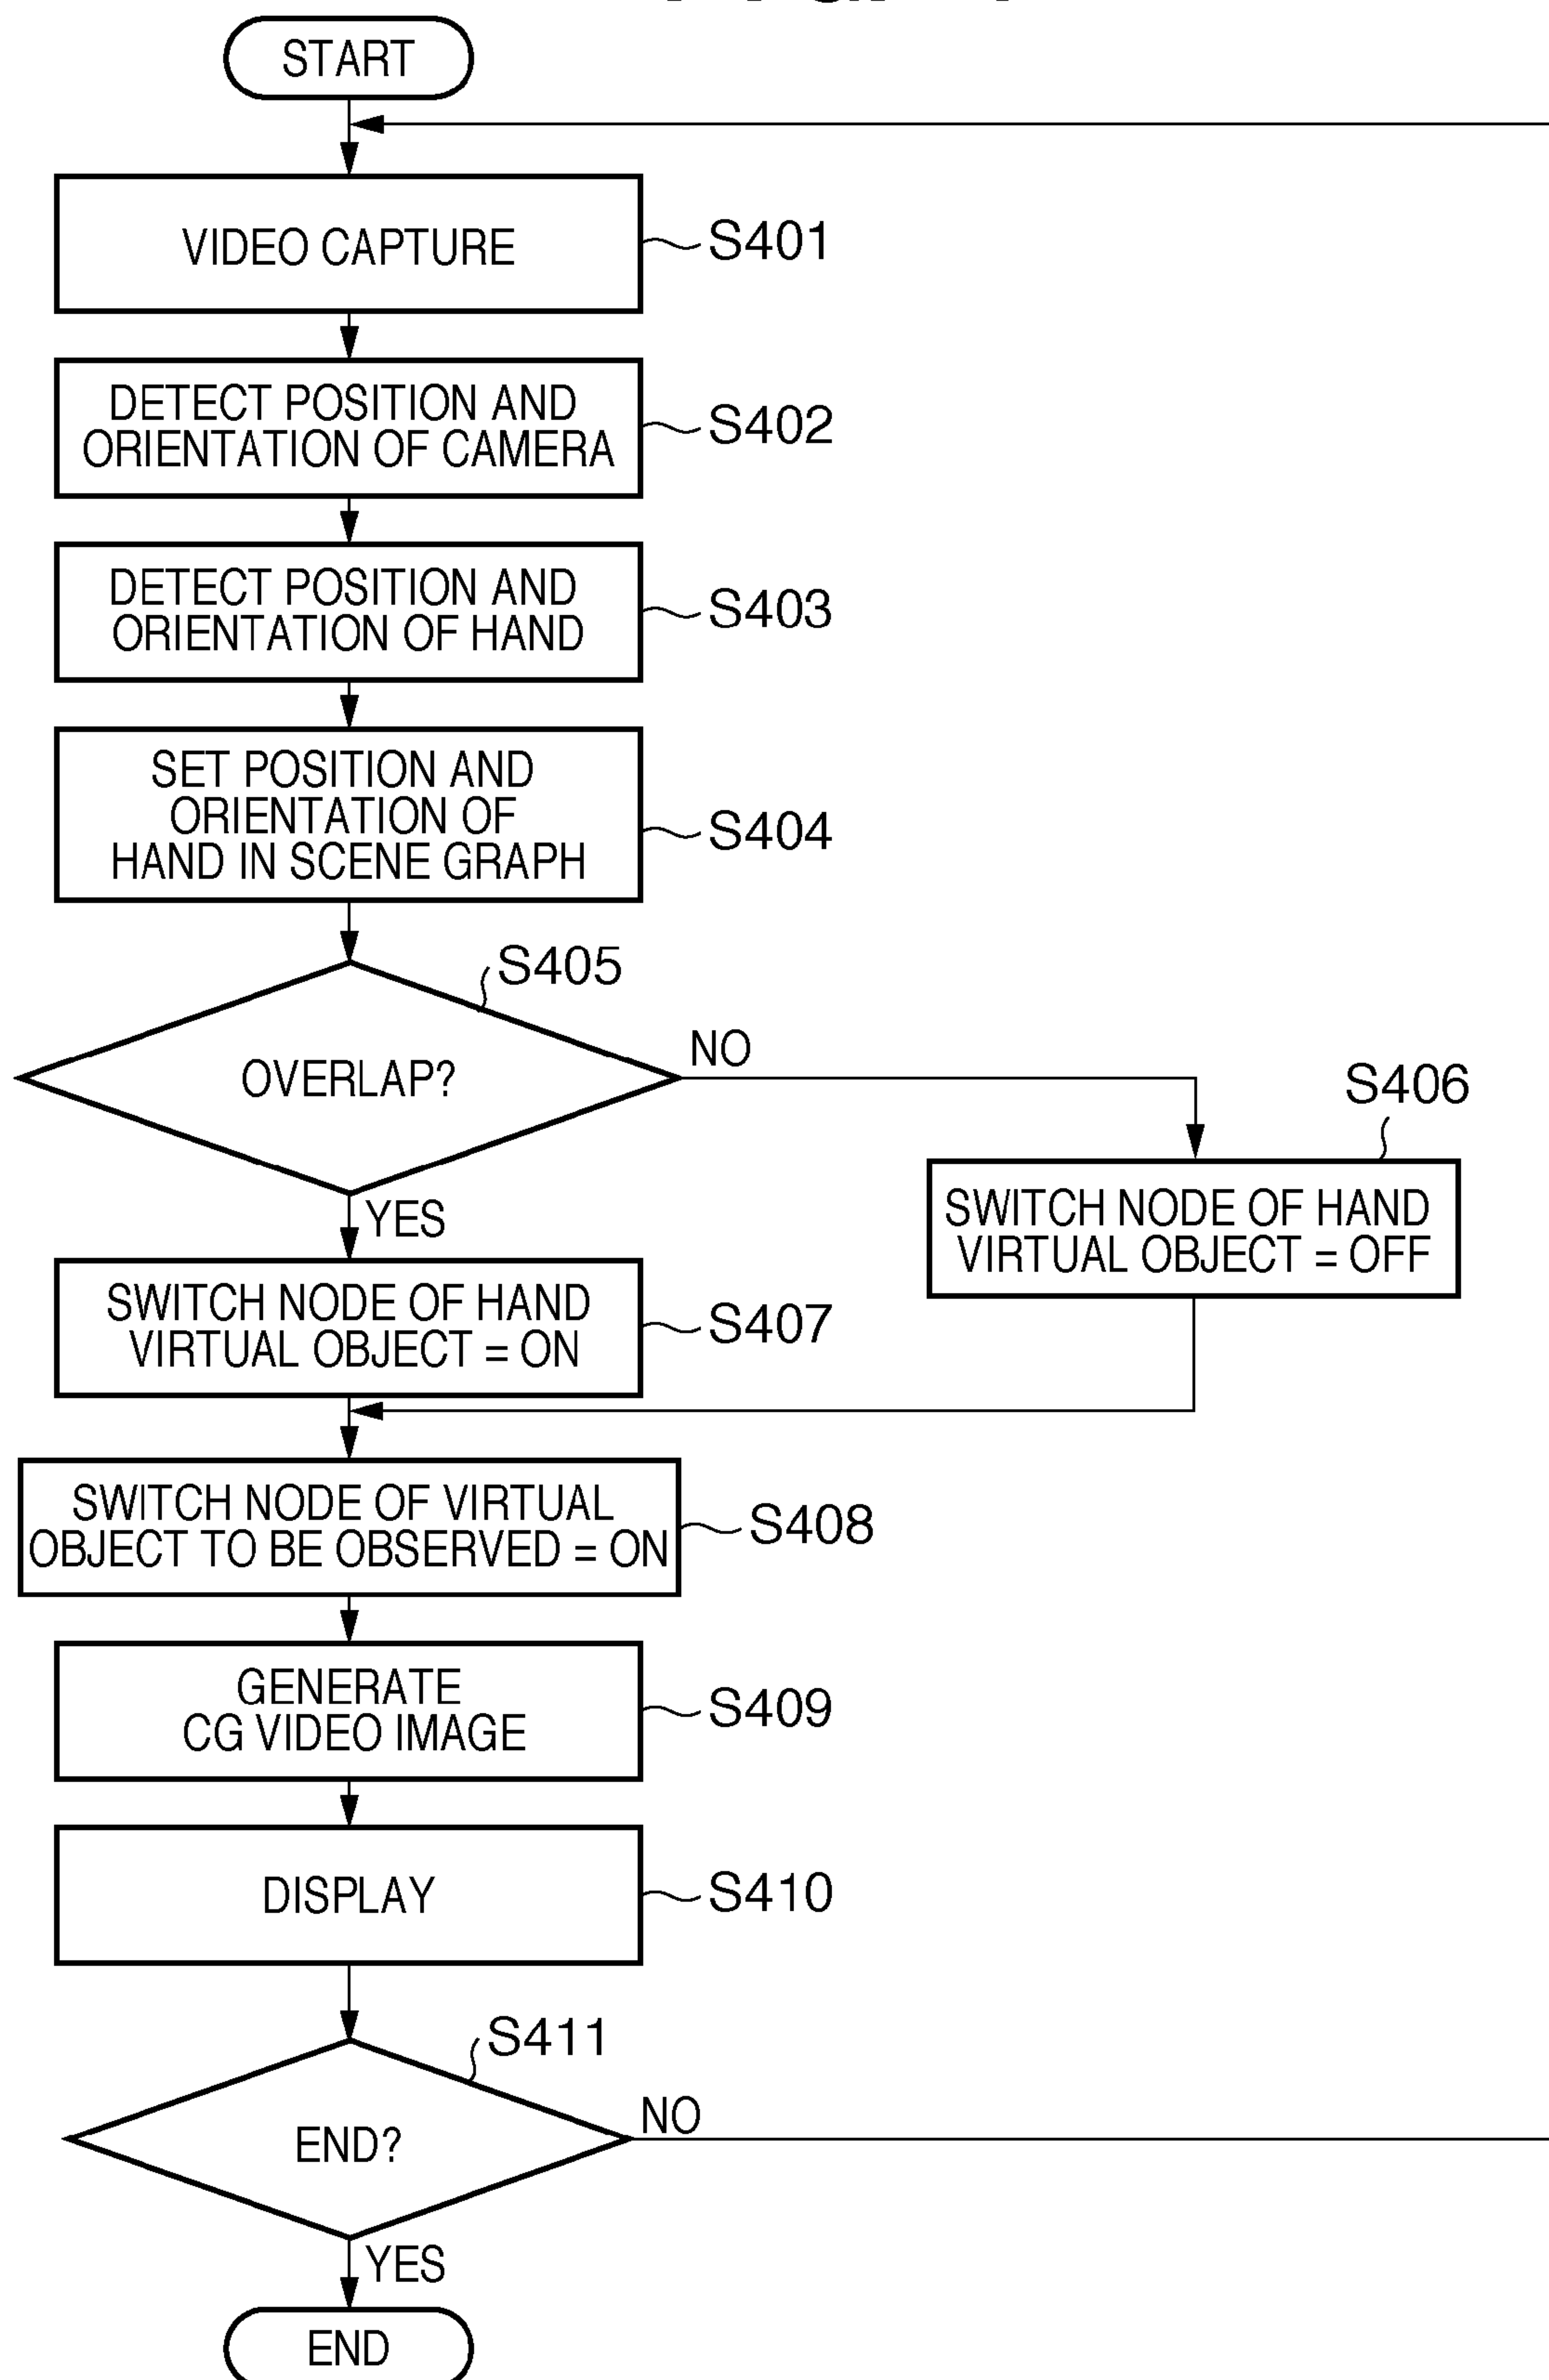 START
VIDEO CAPTURE
S401
DETECT POSITION AND
ORIENTATION OF CAMERA
S402
DETECT POSITION AND
ORIENTATION OF HAND
S403
SET POSITION AND
ORIENTATION OF
HAND IN SCENE GRAPH
S404
S405
OVERLAP?
NO
S406
SWITCH NODE OF HAND
VIRTUAL OBJECT = OFF
YES
SWITCH NODE OF HAND
VIRTUAL OBJECT = ON
S407
SWITCH NODE OF VIRTUAL
OBJECT TO BE OBSERVED = ON
S408
GENERATE
CG VIDEO IMAGE
S409
DISPLAY
S410
S411
END?
NO
YES
END